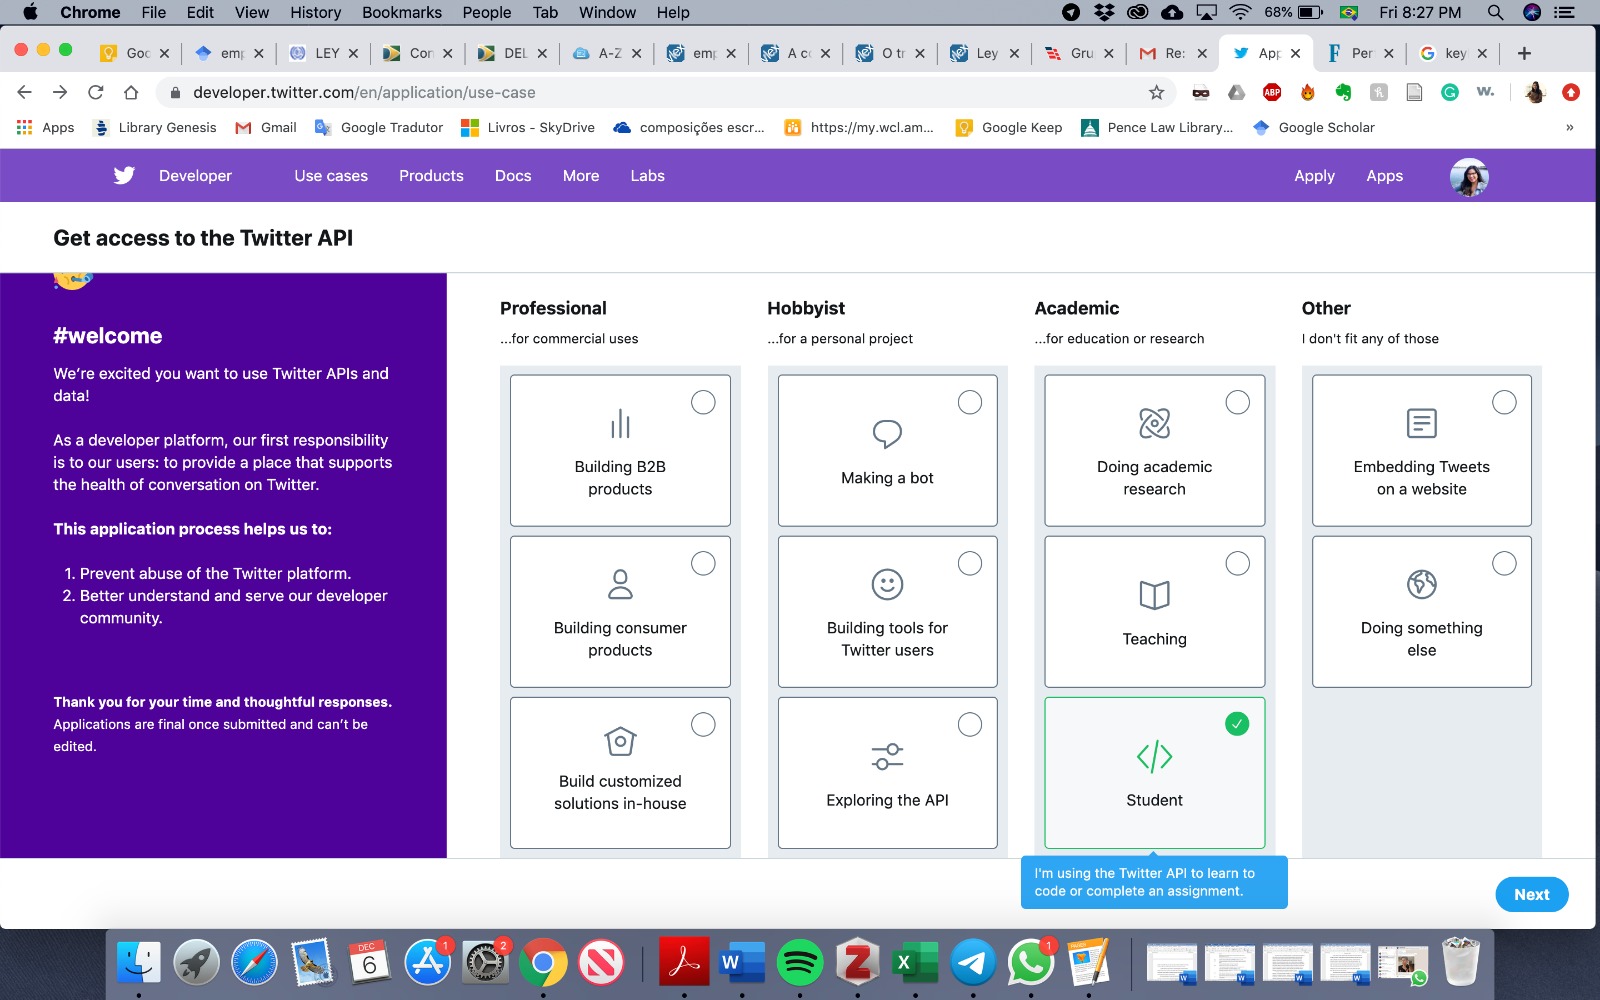 Chrome File Edit View History Bookmarks People Tab Window Help 68% Fri 8:27 PM
Goo emp LEY Con DEL A-Z emp A co O tr Ley Gru Re: App Per key
developer.twitter.com/en/application/use-case ABP w.
Apps Library Genesis Gmail Google Tradutor Livros - SkyDrive composições escr... https://my.wcl.am... Google Keep Pence Law Library... Google Scholar »
Developer Use cases Products Docs More Labs Apply Apps
Get access to the Twitter API
#welcome
We're excited you want to use Twitter APIs and
data!
As a developer platform, our first responsibility
is to our users: to provide a place that supports
the health of conversation on Twitter.
This application process helps us to:
1. Prevent abuse of the Twitter platform.
2. Better understand and serve our developer
community.
Thank you for your time and thoughtful responses.
Applications are final once submitted and can't be
edited.
Professional
...for commercial uses
Building B2B
products
Building consumer
products
Build customized
solutions in-house
Hobbyist
...for a personal project
Making a bot
Building tools for
Twitter users
Exploring the API
Academic
...for education or research
Doing academic
research
Teaching
Student
I'm using the Twitter API to learn to
code or complete an assignment.
Other
I don't fit any of those
Embedding Tweets
on a website
Doing something
else
Next
DEC
6
1
2
1